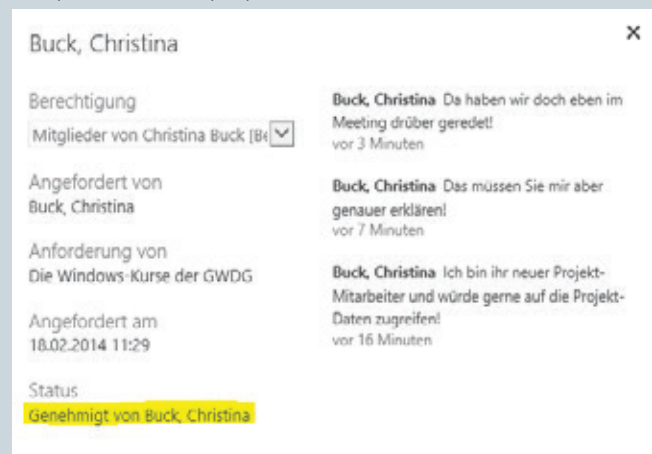 Buck, Christina
Berechtigung
Mitglieder von Christina Buck [Be
Angefordert von
Buck, Christina
Anforderung von
Die Windows-Kurse der GWDG
Angefordert am
18.02.2014 11:29
Status
Genehmigt von Buck, Christina
Buck, Christina Da haben wir doch eben im
Meeting drüber geredet!
vor 3 Minuten
Buck, Christina Das müssen Sie mir aber
genauer erklären!
vor 7 Minuten
Buck, Christina Ich bin ihr neuer Projekt-
Mitarbeiter und würde gerne auf die Projekt-
Daten zugreifen!
vor 16 Minuten